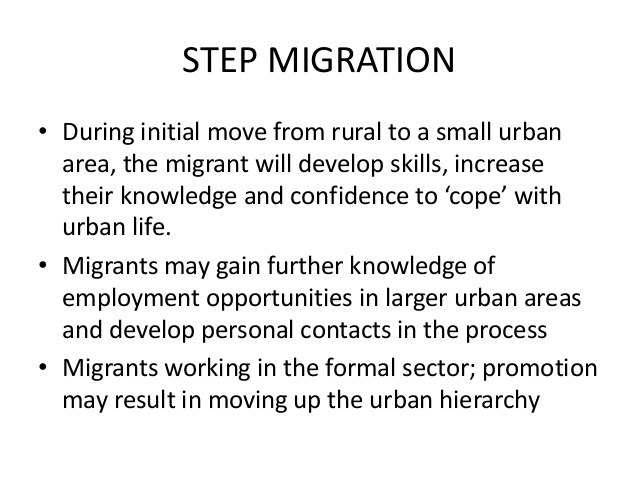 STEP MIGRATION
• During initial move from rural to a small urban
area, the migrant will develop skills, increase
their knowledge and confidence to ‘cope’ with
urban life.
• Migrants may gain further knowledge of
employment opportunities in larger urban areas
and develop personal contacts in the process
• Migrants working in the formal sector; promotion
may result in moving up the urban hierarchy